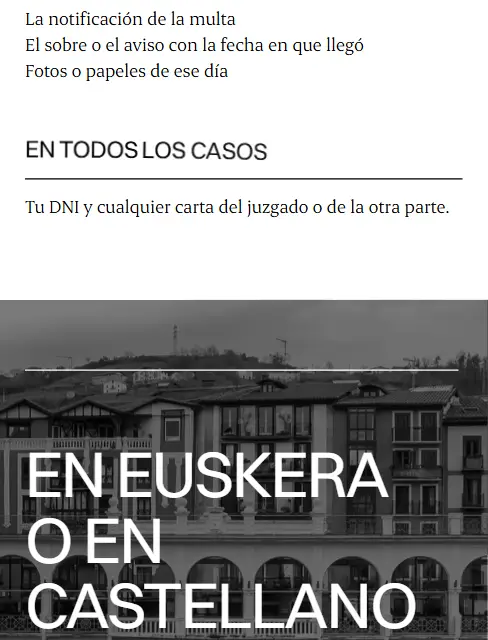 La notificación de la multa
El sobre o el aviso con la fecha en que llegó
Fotos o papeles de ese día
EN TODOS LOS CASOS
Tu DNI y cualquier carta del juzgado o de la otra parte.
EN EUSKERA
O EN
CASTELLANO